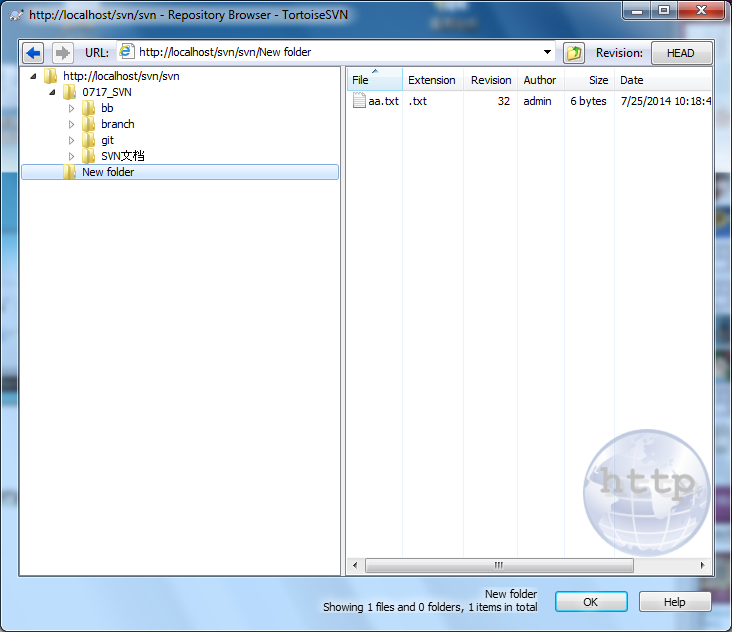 http://localhost/svn/svn - Repository Browser - TortoiseSVN
URL: http://localhost/svn/svn/New folder Revision: HEAD
http://localhost/svn/svn
0717_SVN
bb
branch
git
SVN文档
New folder
File Extension Revision Author Size Date
aa.txt .txt 32 admin 6 bytes 7/25/2014 10:18:4
http
New folder
Showing 1 files and 0 folders, 1 items in total
OK Help